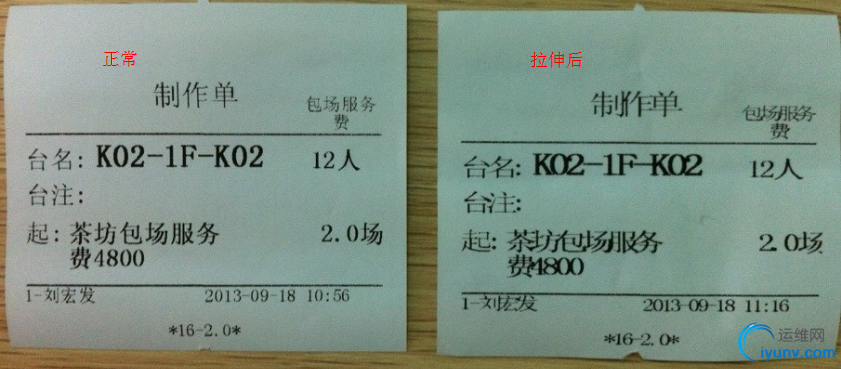 正常
制作单
包场服务
费
台名: K02-1F-K02 12人
台注:
起: 茶坊包场服务 2.0场
费4800
1-刘宏发 2013-09-18 10:56
*16-2.0*
拉伸后
制作单
包场服务
费
台名: K02-1F-K02 12人
台注:
起: 茶坊包场服务 2.0场
费4800
1-刘宏发 2013-09-18 11:16
*16-2.0*
运维网
iyunv.com